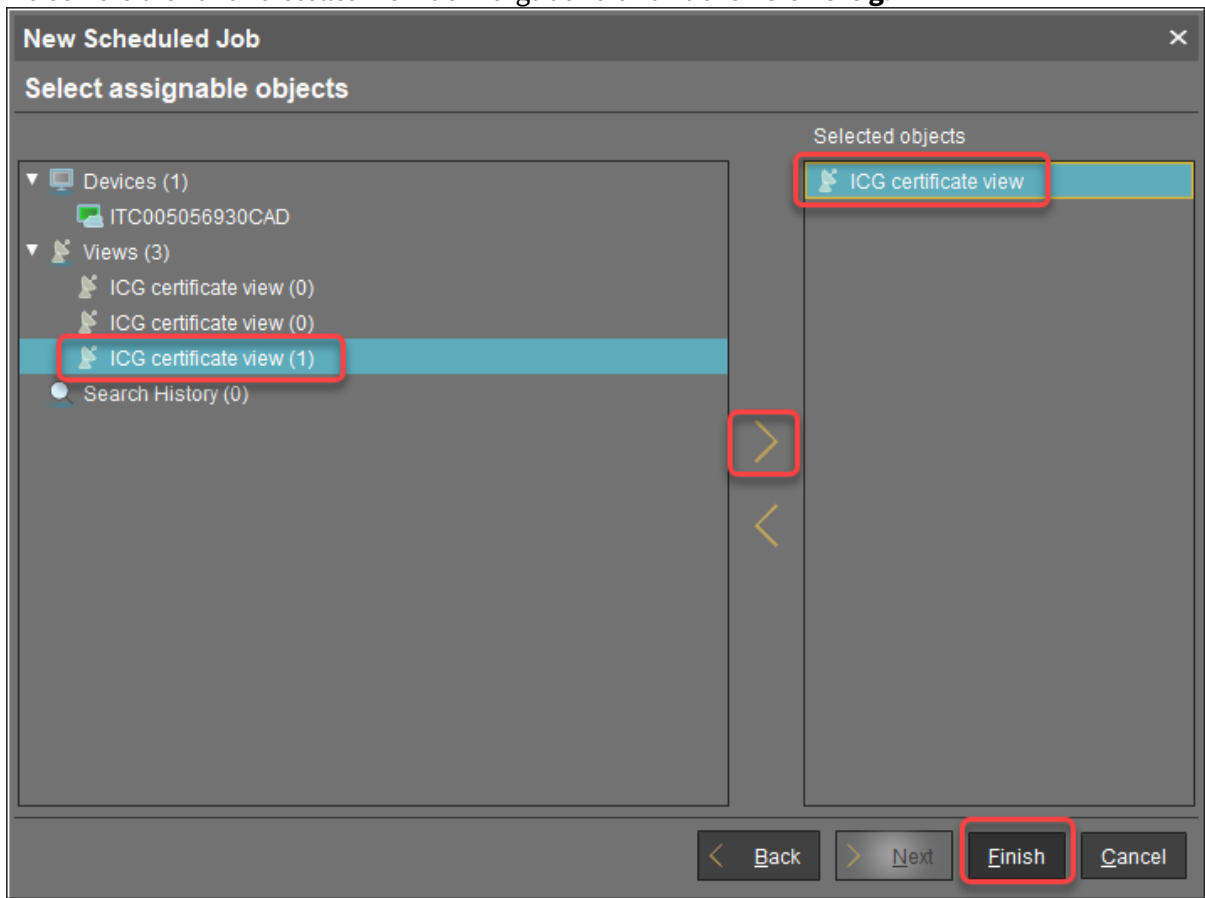 New Scheduled Job
Select assignable objects
Selected objects
Devices (1)
ITC005056930CAD
Views (3)
ICG certificate view (0)
ICG certificate view (0)
ICG certificate view (1)
Search History (0)
ICG certificate view
Back
Next
Finish
Cancel